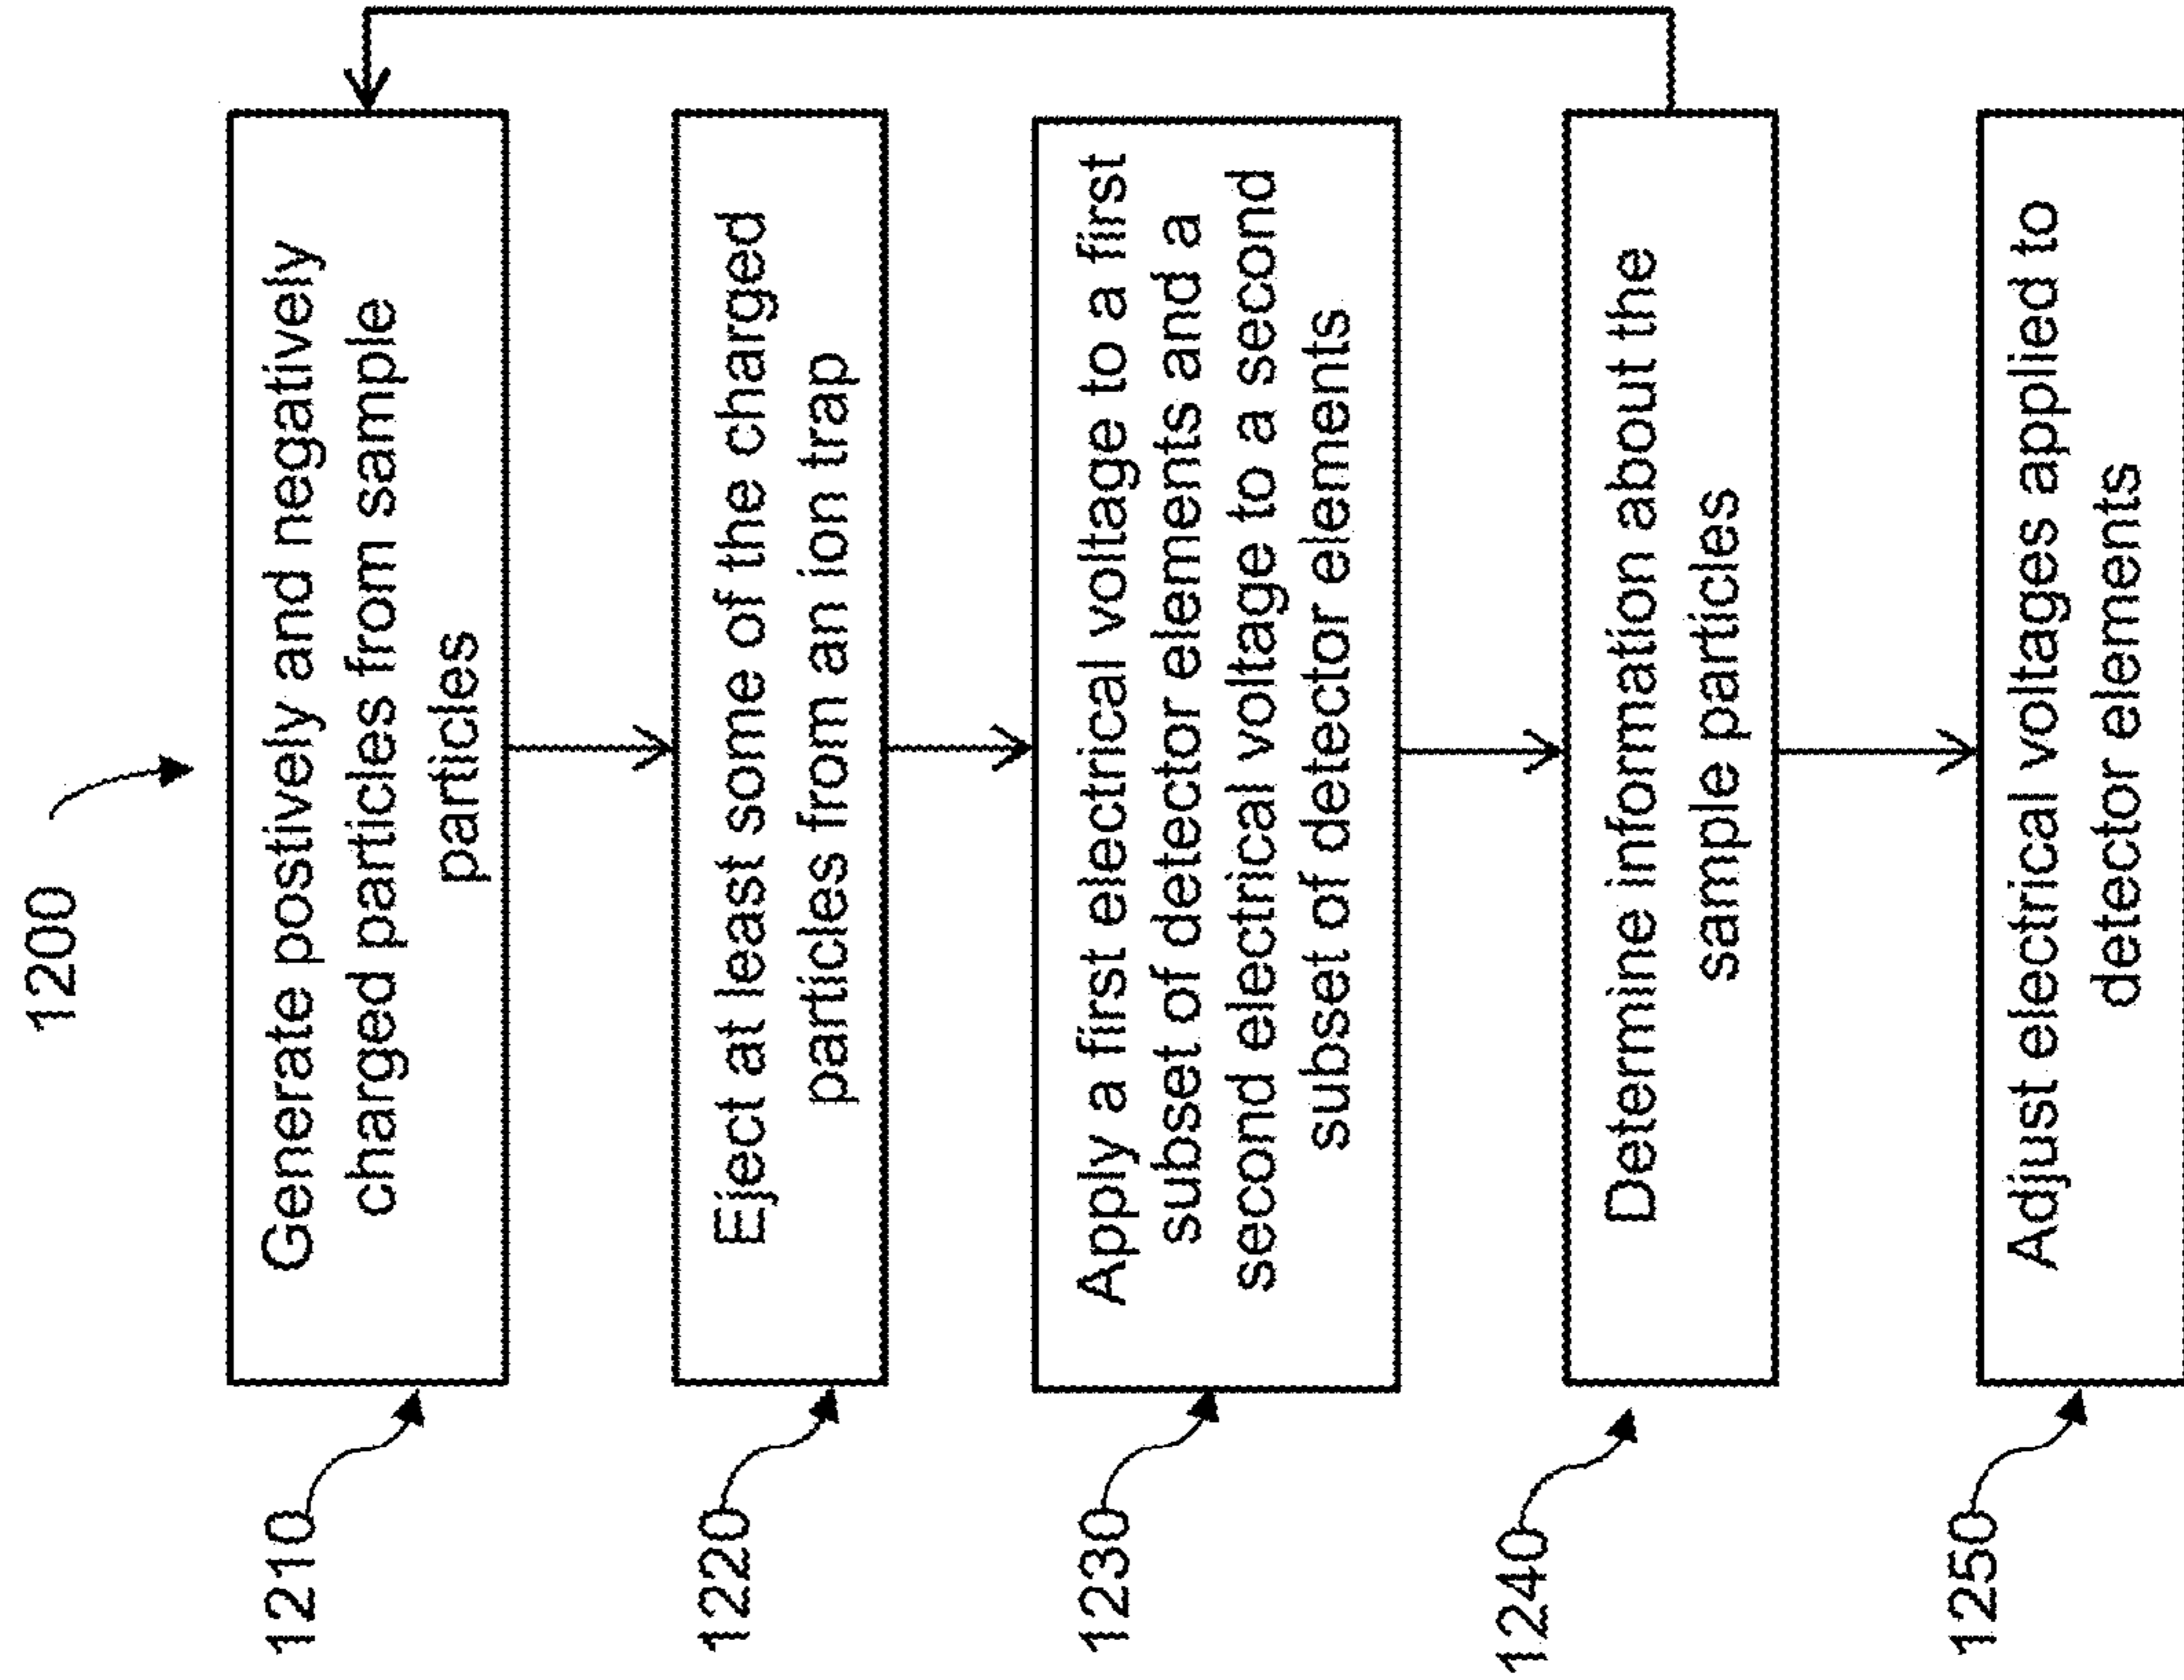 1200
1210
Generate postively and negatively
charged particles from sample
particles
1220
Eject at least some of the charged
particles from an ion trap
1230
Apply a first electrical voltage to a first
subset of detector elements and a
second electrical voltage to a second
subset of detector elements
1240
Determine information about the
sample particles
1250
Adjust electrical voltages applied to
detector elements